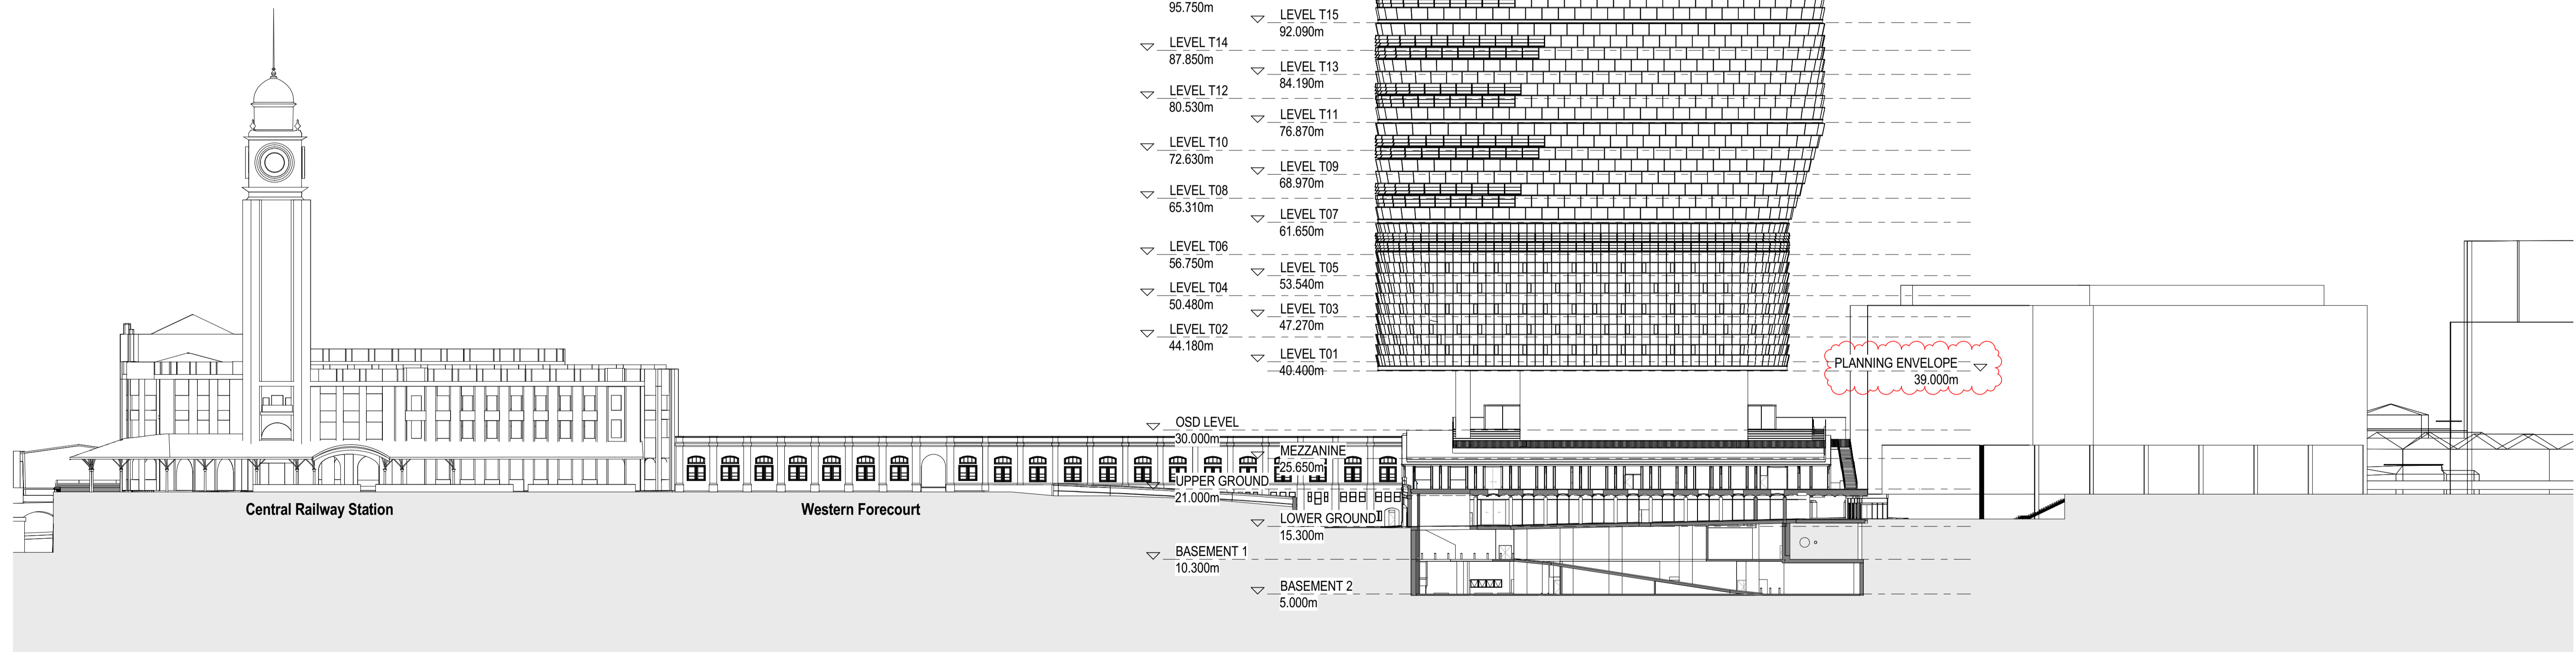 95.750m
LEVEL T15
92.090m
LEVEL T14
87.850m
LEVEL T13
84.190m
LEVEL T12
80.530m
LEVEL T11
76.870m
LEVEL T10
72.630m
LEVEL T09
68.970m
LEVEL T08
65.310m
LEVEL T07
61.650m
LEVEL T06
56.750m
LEVEL T05
53.540m
LEVEL T04
50.480m
LEVEL T03
47.270m
LEVEL T02
44.180m
LEVEL T01
40.400m
PLANNING ENVELOPE
39.000m
OSD LEVEL
30.000m
MEZZANINE
25.650m
UPPER GROUND
21.000m
Central Railway Station
Western Forecourt
LOWER GROUND
15.300m
BASEMENT 1
10.300m
BASEMENT 2
5.000m